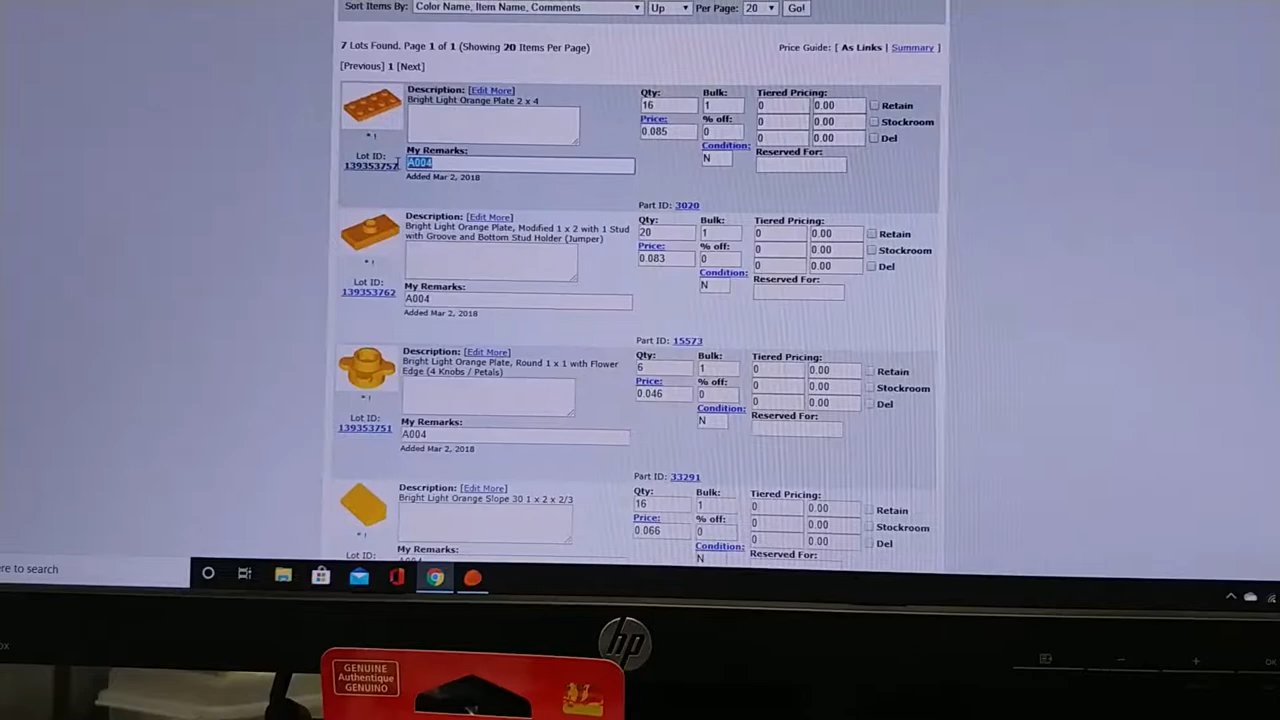 Sort Items By: Color Name, Item Name, Comments Up Per Page: 20 Go!
7 Lots Found. Page 1 of 1 (Showing 20 Items Per Page) Price Guide: [ As Links | Summary ]
[Previous] 1 [Next]
Description: [Edit More] Qty: Bulk: Tiered Pricing:
Bright Light Orange Plate 2 x 4 16 1 0 0.00 Retain
Price: % off: 0 0.00 Stockroom
0.085 0 0 0.00 Del
* 1
Lot ID: My Remarks: Condition: Reserved For:
139353757 A004 N
Added Mar 2, 2018
Part ID: 3020
Description: [Edit More] Qty: Bulk: Tiered Pricing:
Bright Light Orange Plate, Modified 1 x 2 with 1 Stud 20 1 0 0.00 Retain
with Groove and Bottom Stud Holder (Jumper) Price: % off: 0 0.00 Stockroom
0.083 0 0 0.00 Del
* 1
Lot ID: My Remarks: Condition: Reserved For:
139353762 A004 N
Added Mar 2, 2018
Part ID: 15573
Description: [Edit More] Qty: Bulk: Tiered Pricing:
Bright Light Orange Plate, Round 1 x 1 with Flower 6 1 0 0.00 Retain
Edge (4 Knobs / Petals) Price: % off: 0 0.00 Stockroom
0.046 0 0 0.00 Del
* 1
Lot ID: My Remarks: Condition: Reserved For:
139353751 A004 N
Added Mar 2, 2018
Part ID: 33291
Description: [Edit More] Qty: Bulk: Tiered Pricing:
Bright Light Orange Slope 30 1 x 2 x 2/3 16 1 0 0.00 Retain
Price: % off: 0 0.00 Stockroom
0.066 0 0 0.00 Del
* 1
Lot ID: My Remarks: Condition: Reserved For:
N
ere to search
hp
GENUINE
Authentique
GENUINO